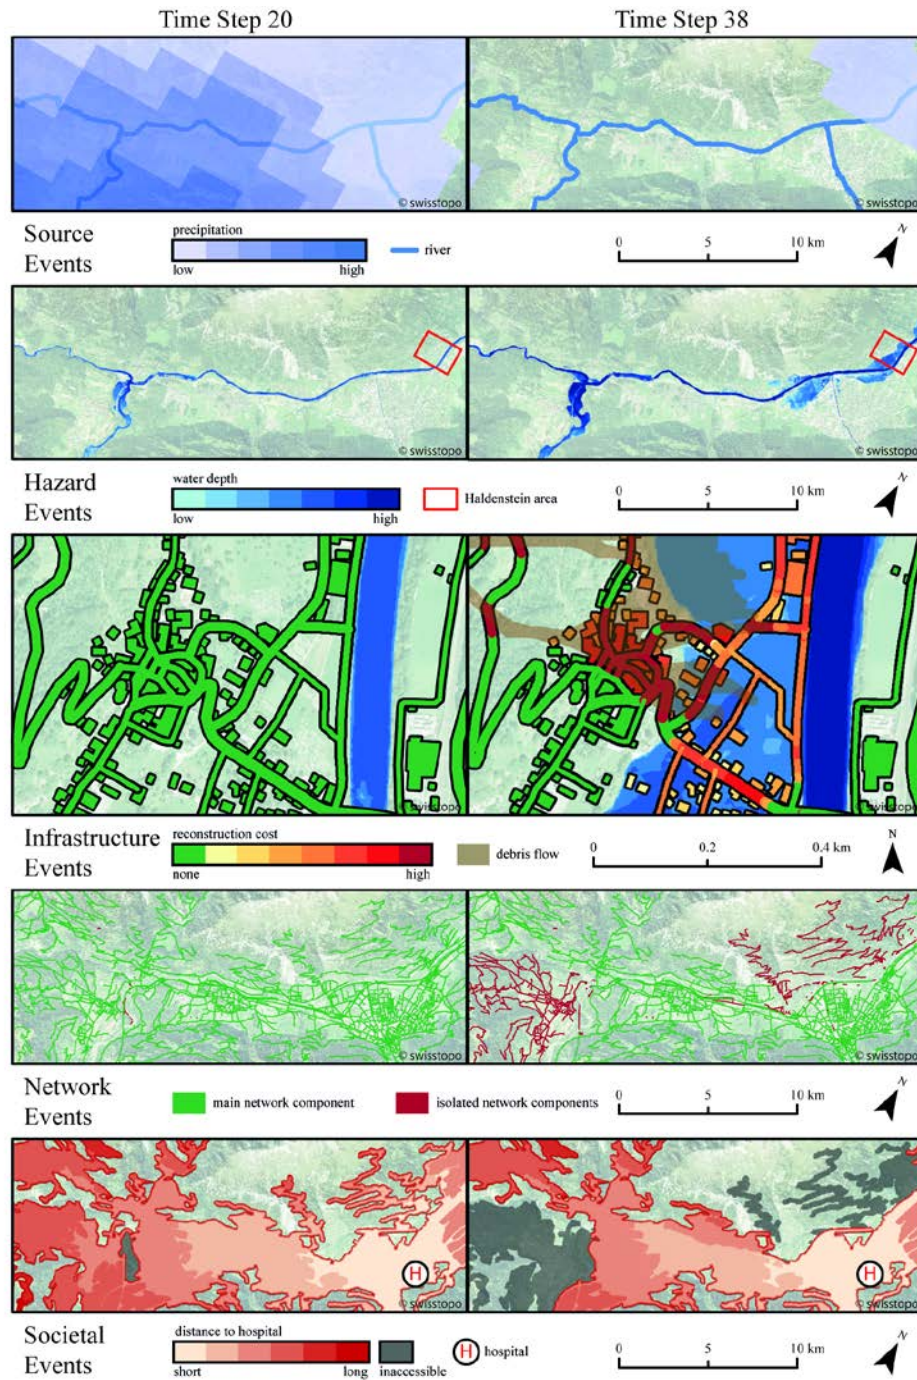 Time Step 20
Time Step 38
© swisstopo
© swisstopo
Source
Events
precipitation
low
high
river
0
5
10 km
N
© swisstopo
© swisstopo
Hazard
Events
water depth
low
high
Haldenstein area
0
5
10 km
N
© swisstopo
© swisstopo
Infrastructure
Events
reconstruction cost
none
high
debris flow
0
0.2
0.4 km
N
© swisstopo
© swisstopo
Network
Events
main network component
isolated network components
0
5
10 km
N
H
H
© swisstopo
© swisstopo
Societal
Events
distance to hospital
short
long
inaccessible
H
hospital
0
5
10 km
N